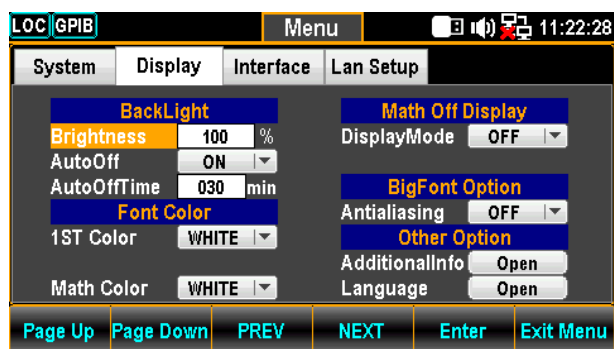 LOC GPIB Menu 11:22:28
System Display Interface Lan Setup
BackLight
Brightness 100 %
AutoOff ON
AutoOffTime 030 min
Font Color
1ST Color WHITE
Math Color WHITE
Math Off Display
DisplayMode OFF
BigFont Option
Antialiasing OFF
Other Option
AdditionalInfo Open
Language Open
Page Up Page Down PREV NEXT Enter Exit Menu